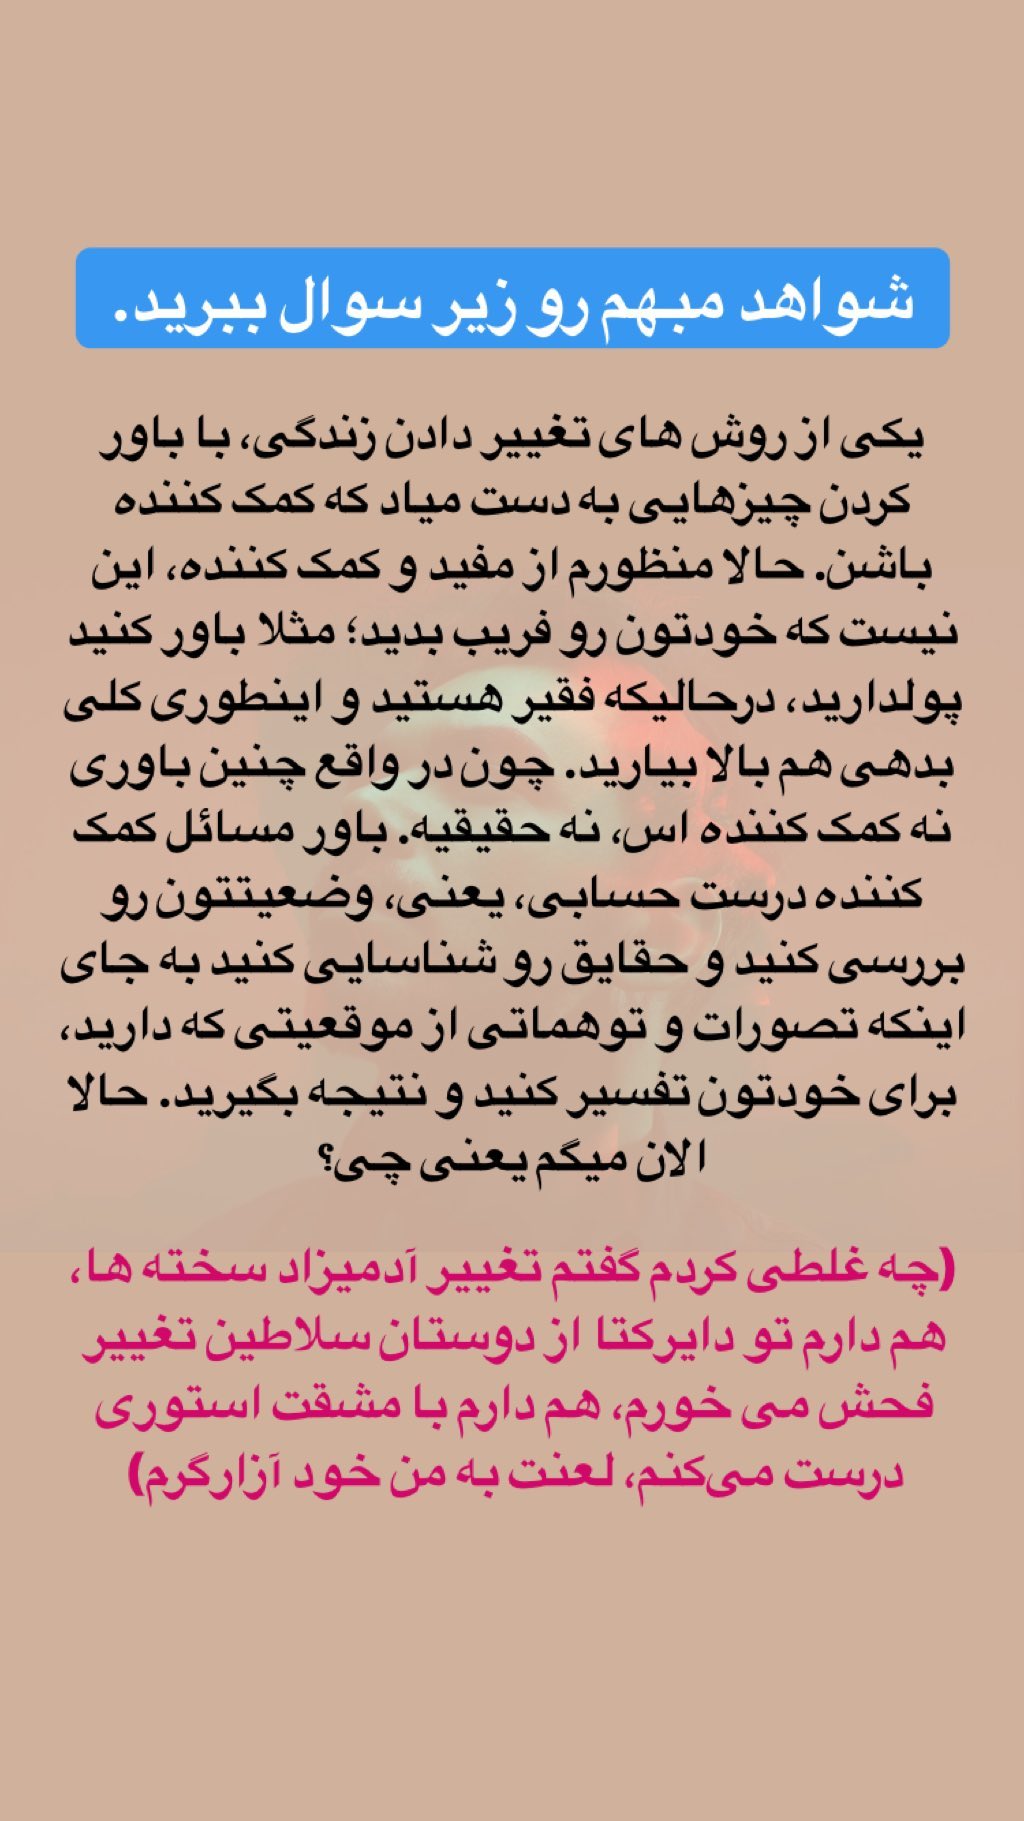 شواهد مبهم رو زیر سوال ببرید.
یکی از روش های تغییر دادن زندگی، با باور
کردن چیزهایی به دست میاد که کمک کننده
باشن. حالا منظورم از مفید و کمک کننده، این
نیست که خودتون رو فریب بدید؛ مثلا باور کنید
پولدارید، درحالیکه فقیر هستید و اینطوری کلی
بدهی هم بالا بیارید. چون در واقع چنین باوری
نه کمک کننده اس، نه حقیقیه. باور مسائل کمک
کننده درست حسابی، یعنی، وضعیتتون رو
بررسی کنید و حقایق رو شناسایی کنید به جای
اینکه تصورات و توهماتی از موقعیتی که دارید،
برای خودتون تفسیر کنید و نتیجه بگیرید. حالا
الان میگم یعنی چی؟
(چه غلطی کردم گفتم تغییر آدمیزاد سخته ها،
هم دارم تو دایرکتا از دوستان سلاطین تغییر
فحش می خورم، هم دارم با مشقت استوری
درست می‌کنم، لعنت به من خود آزارگرم)